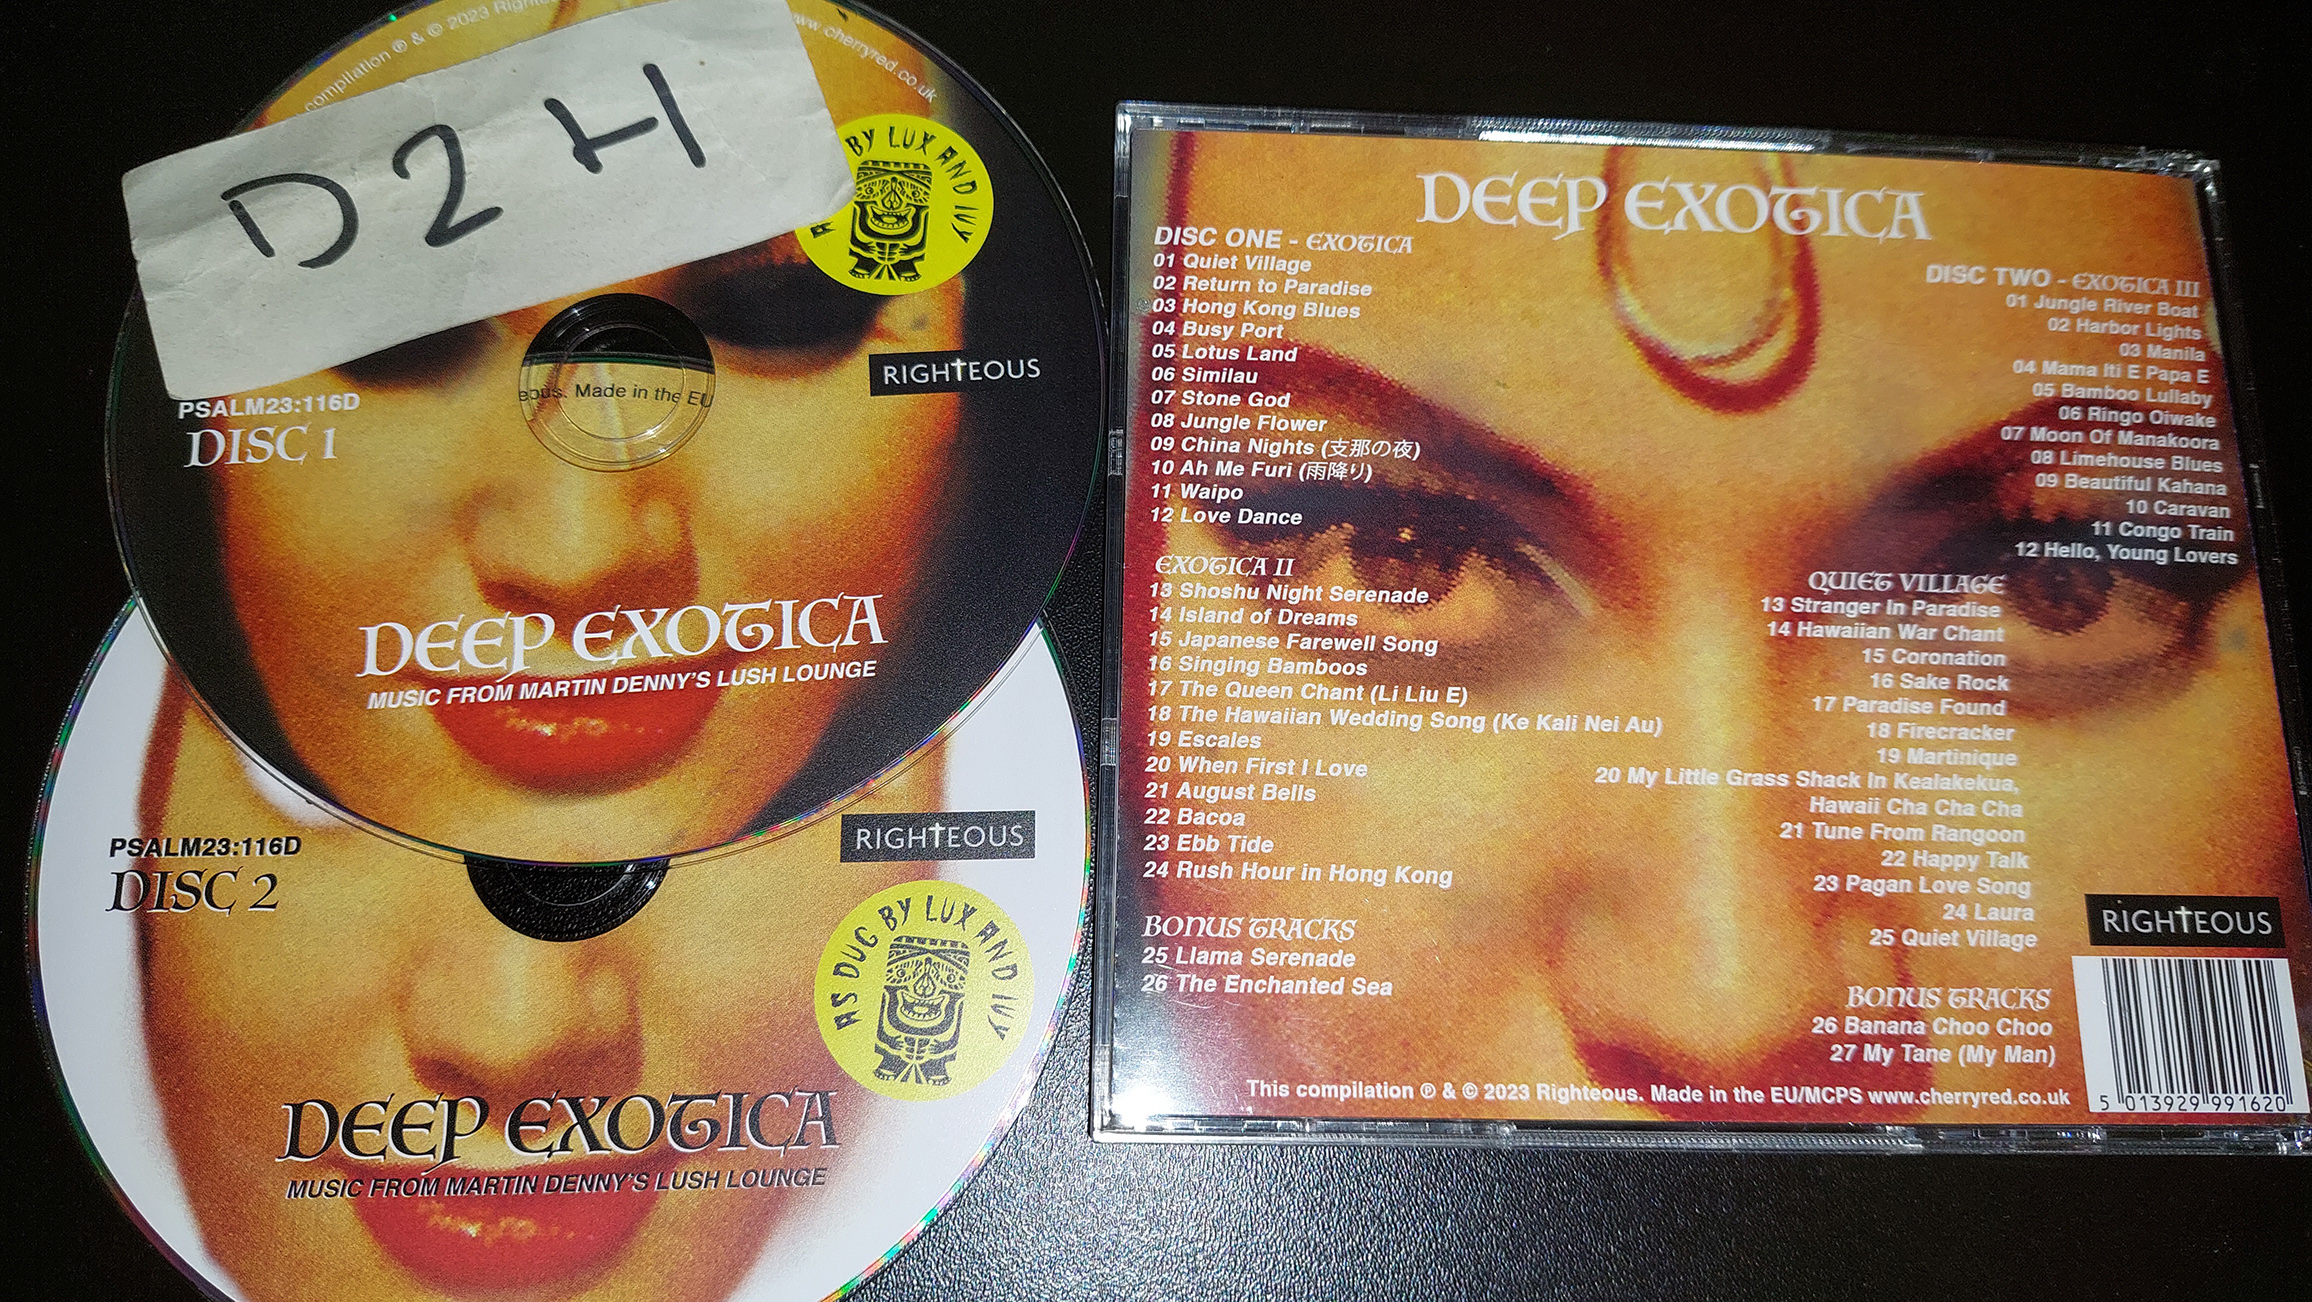 compilation ℗ & © 2023 Right
www.cherryred.co.uk
D2H
AS BY LUX AND IVY
eous. Made in the EU
RIGHTEOUS
PSALM23:116D
DISC 1
DEEP EXOTICA
MUSIC FROM MARTIN DENNY'S LUSH LOUNGE
PSALM23:116D
DISC 2
RIGHTEOUS
AS DUG BY LUX AND IVY
DEEP EXOTICA
MUSIC FROM MARTIN DENNY'S LUSH LOUNGE
DEEP EXOTICA
DISC ONE - EXOTICA
01 Quiet Village
02 Return to Paradise
03 Hong Kong Blues
04 Busy Port
05 Lotus Land
06 Similau
07 Stone God
08 Jungle Flower
09 China Nights (支那の夜)
10 Ah Me Furi (雨降り)
11 Waipo
12 Love Dance
EXOTICA II
13 Shoshu Night Serenade
14 Island of Dreams
15 Japanese Farewell Song
16 Singing Bamboos
17 The Queen Chant (Li Liu E)
18 The Hawaiian Wedding Song (Ke Kali Nei Au)
19 Escales
20 When First I Love
21 August Bells
22 Bacoa
23 Ebb Tide
24 Rush Hour in Hong Kong
BONUS TRACKS
25 Llama Serenade
26 The Enchanted Sea
DISC TWO - EXOTICA III
01 Jungle River Boat
02 Harbor Lights
03 Manila
04 Mama Iti E Papa E
05 Bamboo Lullaby
06 Ringo Oiwake
07 Moon Of Manakoora
08 Limehouse Blues
09 Beautiful Kahana
10 Caravan
11 Congo Train
12 Hello, Young Lovers
QUIET VILLAGE
13 Stranger In Paradise
14 Hawaiian War Chant
15 Coronation
16 Sake Rock
17 Paradise Found
18 Firecracker
19 Martinique
20 My Little Grass Shack In Kealakekua,
Hawaii Cha Cha Cha
21 Tune From Rangoon
22 Happy Talk
23 Pagan Love Song
24 Laura
25 Quiet Village
BONUS TRACKS
26 Banana Choo Choo
27 My Tane (My Man)
RIGHTEOUS
5 013929 991620
This compilation ℗ & © 2023 Righteous. Made in the EU/MCPS www.cherryred.co.uk